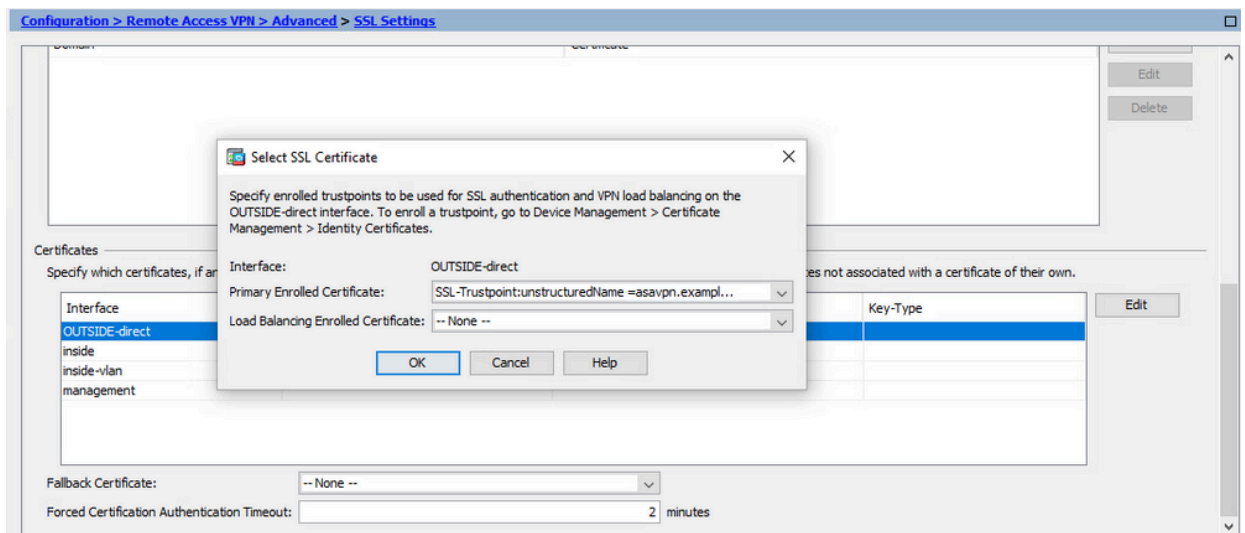 Configuration > Remote Access VPN > Advanced > SSL Settings
Edit
Delete
Select SSL Certificate
Specify enrolled trustpoints to be used for SSL authentication and VPN load balancing on the
OUTSIDE-direct interface. To enroll a trustpoint, go to Device Management > Certificate
Management > Identity Certificates.
Interface: OUTSIDE-direct
Primary Enrolled Certificate: SSL-Trustpoint:unstructuredName =asavpn.exampl...
Load Balancing Enrolled Certificate: -- None --
OK Cancel Help
Certificates
Specify which certificates, if not associated with a certificate of their own.
Interface Key-Type Edit
OUTSIDE-direct
inside
inside-vlan
management
Fallback Certificate: -- None --
Forced Certification Authentication Timeout: 2 minutes